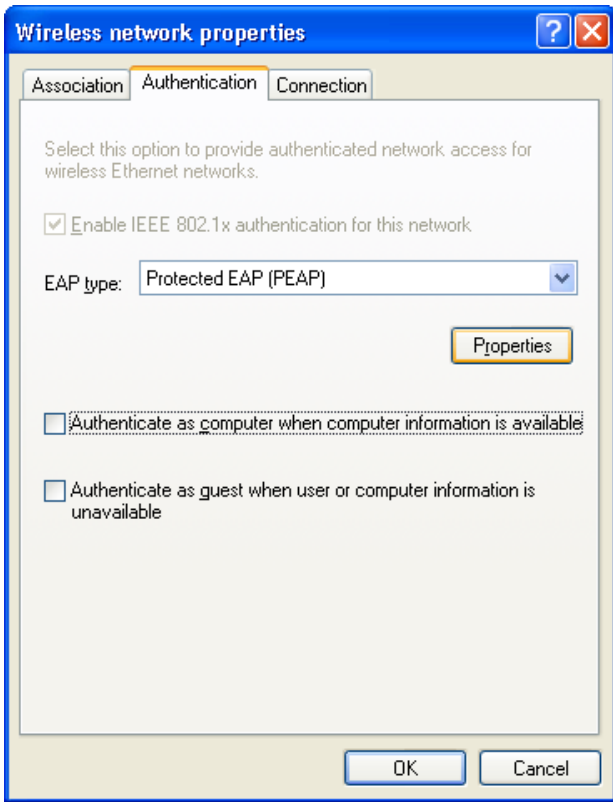 Wireless network properties
Association Authentication Connection
Select this option to provide authenticated network access for
wireless Ethernet networks.
Enable IEEE 802.1x authentication for this network
EAP type: Protected EAP (PEAP)
Properties
Authenticate as computer when computer information is available
Authenticate as guest when user or computer information is
unavailable
OK Cancel